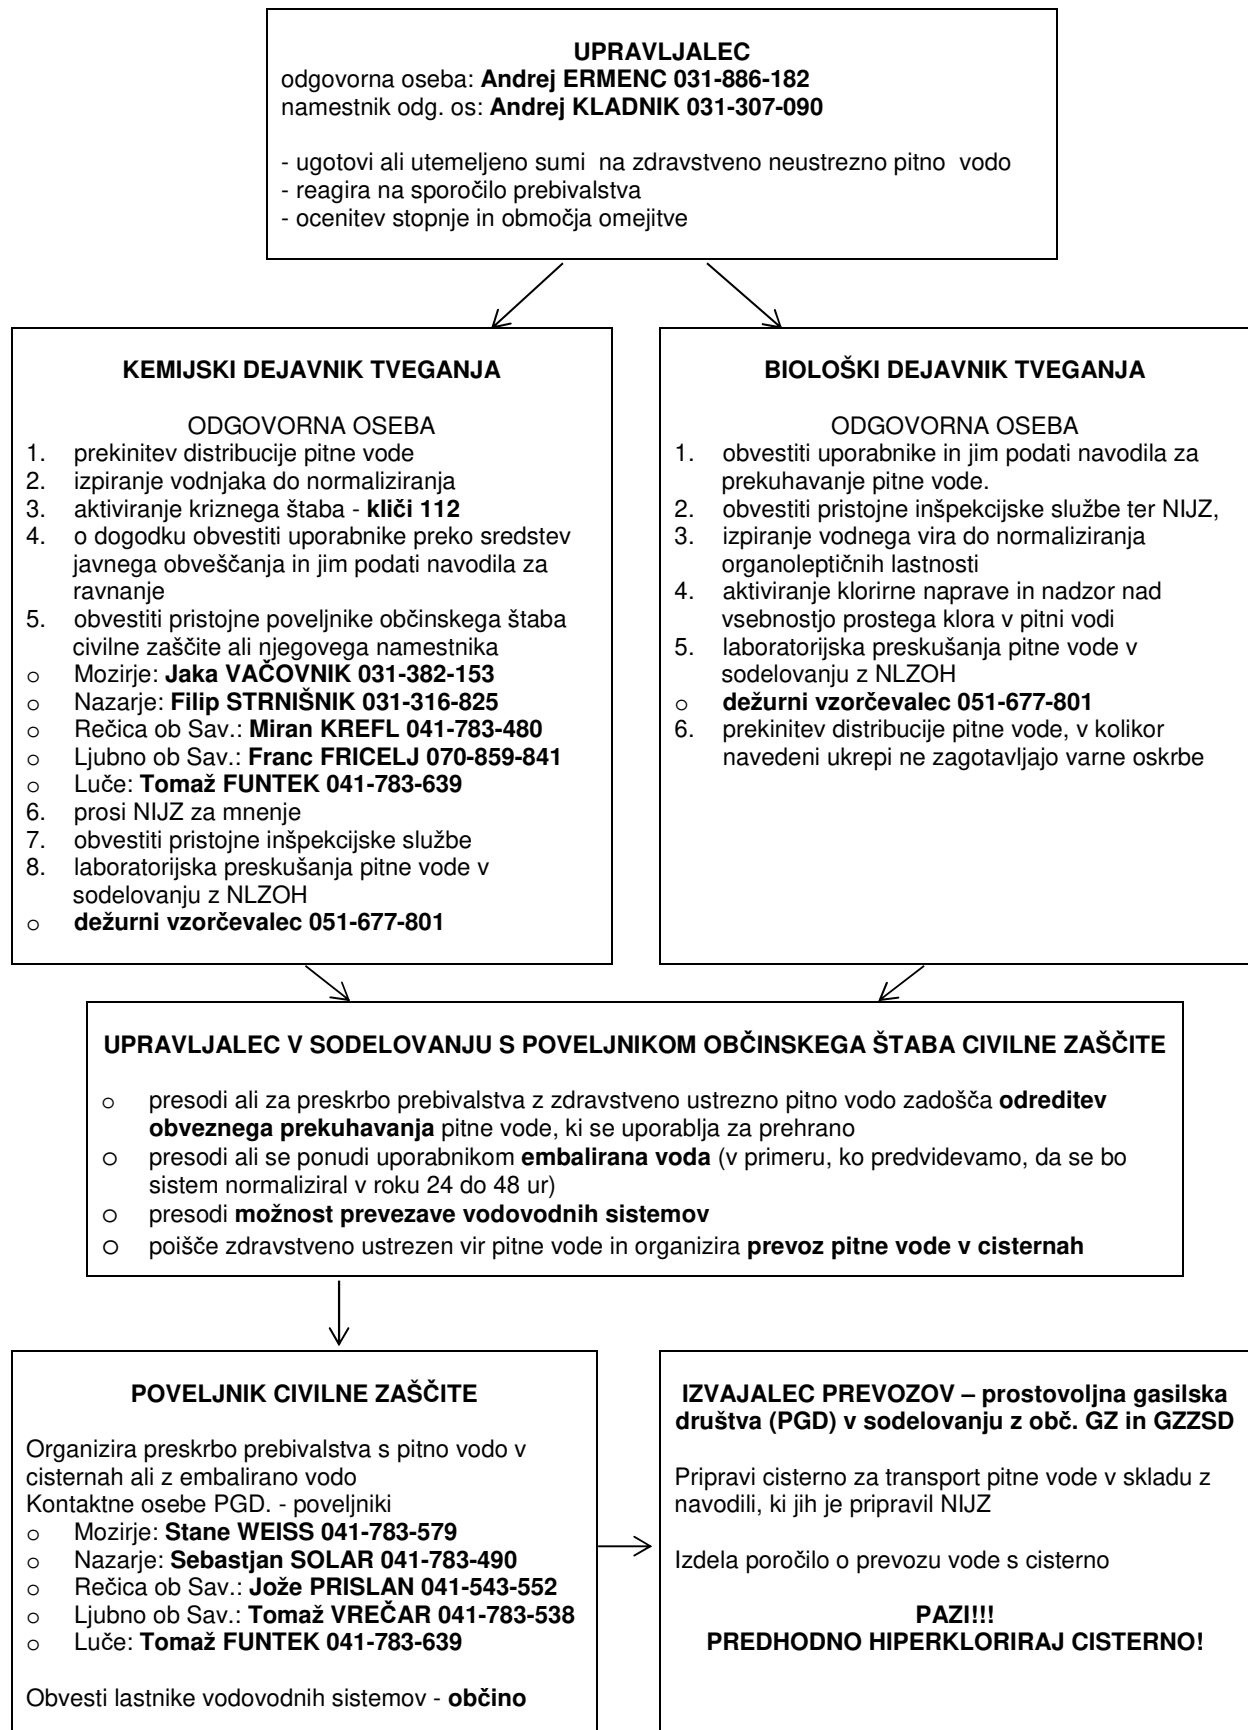 UPRAVLJALEC
odgovorna oseba: Andrej ERMENC 031-886-182
namestnik odg. os: Andrej KLADNIK 031-307-090
- ugotovi ali utemeljeno sumi na zdravstveno neustrezno pitno vodo
- reagira na sporočilo prebivalstva
- ocenitev stopnje in območja omejitve
KEMIJSKI DEJAVNIK TVEGANJA
ODGOVORNA OSEBA
1. prekinitev distribucije pitne vode
2. izpiranje vodnjaka do normaliziranja
3. aktiviranje kriznega štaba - kliči 112
4. o dogodku obvestiti uporabnike preko sredstev
javnega obveščanja in jim podati navodila za
ravnanje
5. obvestiti pristojne poveljnike občinskega štaba
civilne zaščite ali njegovega namestnika
o Mozirje: Jaka VAČOVNIK 031-382-153
o Nazarje: Filip STRNIŠNIK 031-316-825
o Rečica ob Sav.: Miran KREFL 041-783-480
o Ljubno ob Sav.: Franc FRICELJ 070-859-841
o Luče: Tomaž FUNTEK 041-783-639
6. prosi NIJZ za mnenje
7. obvestiti pristojne inšpekcijske službe
8. laboratorijska preskušanja pitne vode v
sodelovanju z NLZOH
o dežurni vzorčevalec 051-677-801
BIOLOŠKI DEJAVNIK TVEGANJA
ODGOVORNA OSEBA
1. obvestiti uporabnike in jim podati navodila za
prekuhavanje pitne vode.
2. obvestiti pristojne inšpekcijske službe ter NIJZ,
3. izpiranje vodnega vira do normaliziranja
organoleptičnih lastnosti
4. aktiviranje klorirne naprave in nadzor nad
vsebnostjo prostega klora v pitni vodi
5. laboratorijska preskušanja pitne vode v
sodelovanju z NLZOH
o dežurni vzorčevalec 051-677-801
6. prekinitev distribucije pitne vode, v kolikor
navedeni ukrepi ne zagotavljajo varne oskrbe
UPRAVLJALEC V SODELOVANJU S POVELJNIKOM OBČINSKEGA ŠTABA CIVILNE ZAŠČITE
o presodi ali za preskrbo prebivalstva z zdravstveno ustrezno pitno vodo zadošča odreditev
obveznega prekuhavanja pitne vode, ki se uporablja za prehrano
o presodi ali se ponudi uporabnikom embalirana voda (v primeru, ko predvidevamo, da se bo
sistem normaliziral v roku 24 do 48 ur)
o presodi možnost prevezave vodovodnih sistemov
o poišče zdravstveno ustrezen vir pitne vode in organizira prevoz pitne vode v cisternah
POVELJNIK CIVILNE ZAŠČITE
Organizira preskrbo prebivalstva s pitno vodo v
cisternah ali z embalirano vodo
Kontaktne osebe PGD. - poveljniki
o Mozirje: Stane WEISS 041-783-579
o Nazarje: Sebastjan SOLAR 041-783-490
o Rečica ob Sav.: Jože PRISLAN 041-543-552
o Ljubno ob Sav.: Tomaž VREČAR 041-783-538
o Luče: Tomaž FUNTEK 041-783-639
Obvesti lastnike vodovodnih sistemov - občino
IZVAJALEC PREVOZOV – prostovoljna gasilska
društva (PGD) v sodelovanju z obč. GZ in GZZSD
Pripravi cisterno za transport pitne vode v skladu z
navodili, ki jih je pripravil NIJZ
Izdela poročilo o prevozu vode s cisterno
PAZI!!!
PREDHODNO HIPERKLORIRAJ CISTERNO!